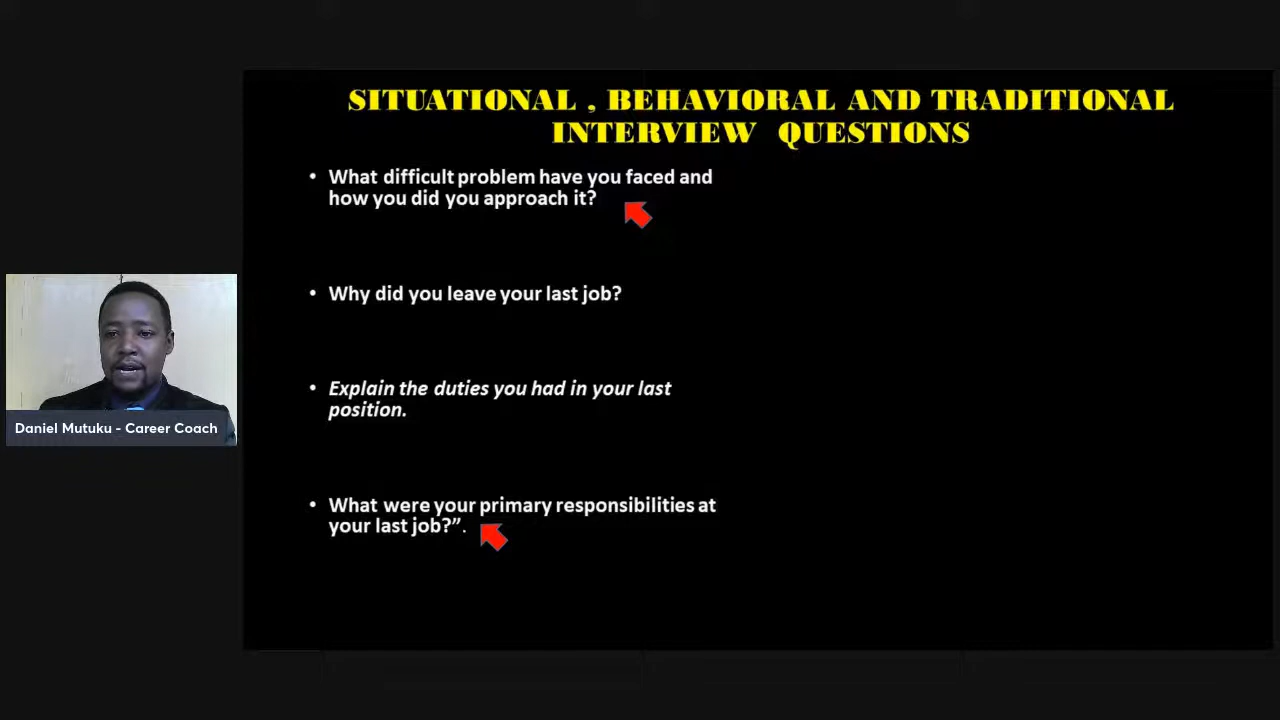 SITUATIONAL , BEHAVIORAL AND TRADITIONAL
INTERVIEW QUESTIONS
• What difficult problem have you faced and
how you did you approach it?
• Why did you leave your last job?
• Explain the duties you had in your last
position.
• What were your primary responsibilities at
your last job?”.
Daniel Mutuku - Career Coach